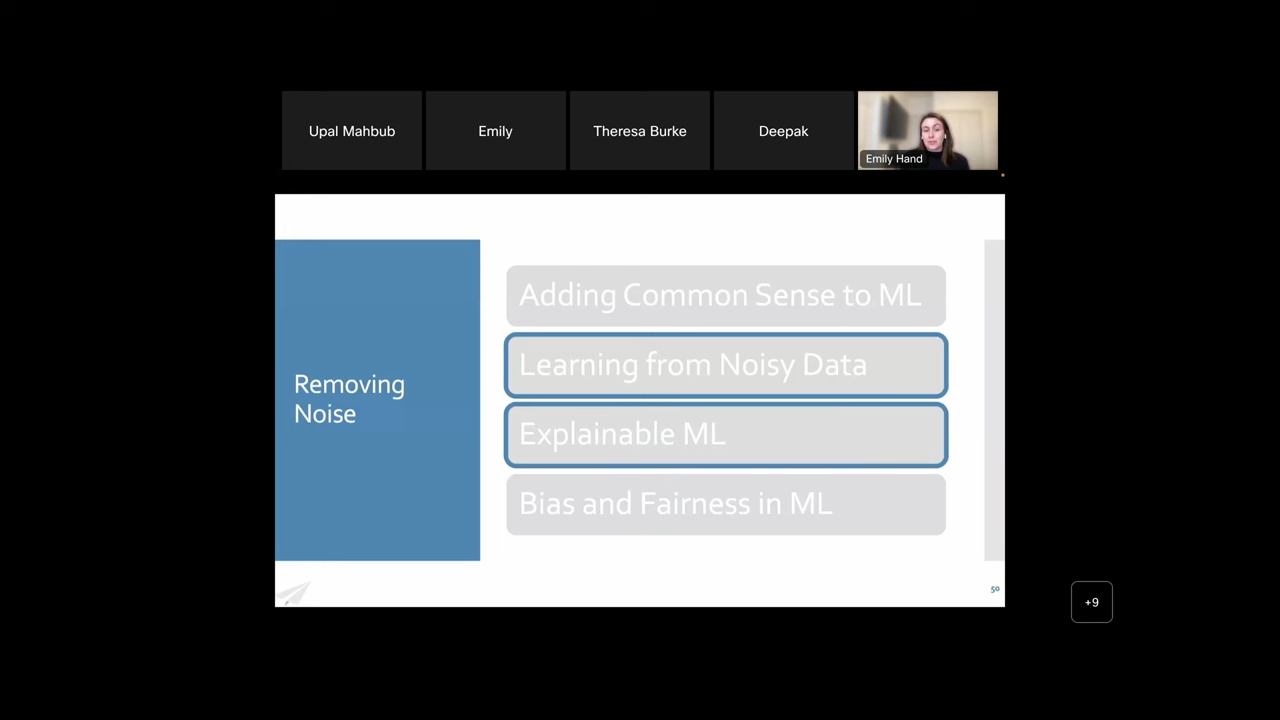 Upal Mahbub
Emily
Theresa Burke
Deepak
Emily Hand
Removing
Noise
Adding Common Sense to ML
Learning from Noisy Data
Explainable ML
Bias and Fairness in ML
50
+9